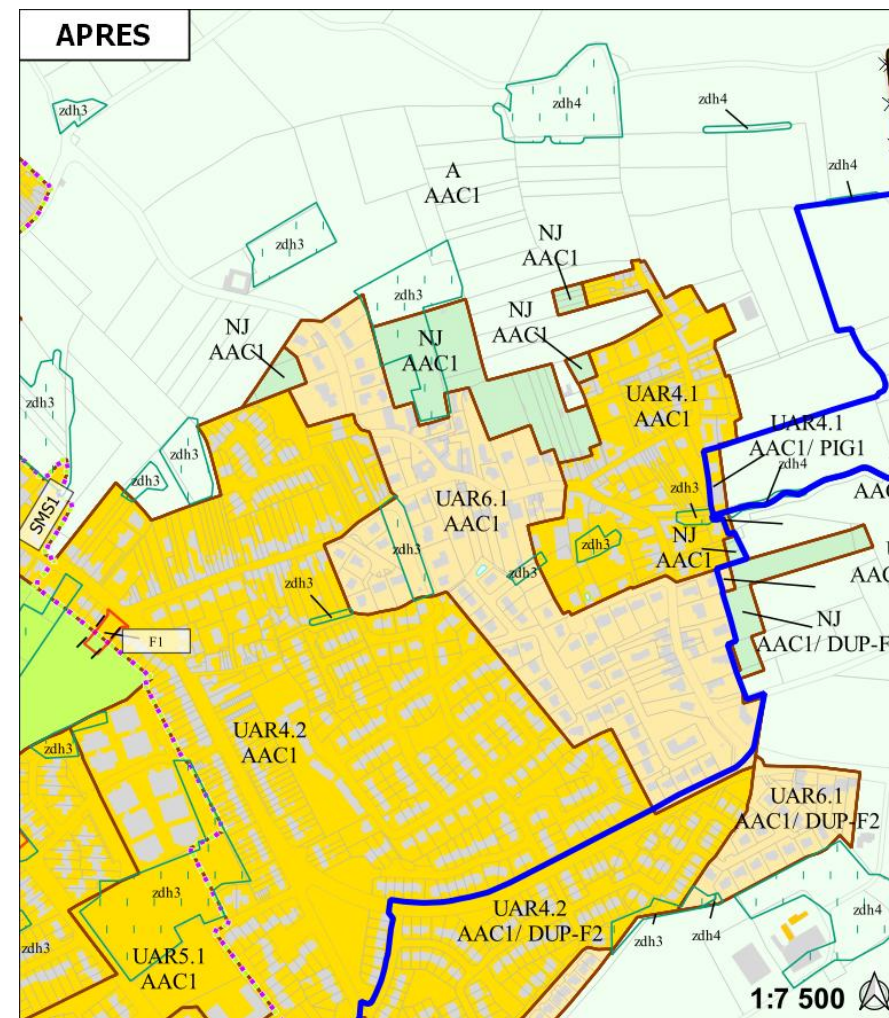 APRES
zdh3
zdh4
zdh4
zdh4
A
AAC1
zdh3
NJ
AAC1
zdh3
NJ
AAC1
NJ
AAC1
NJ
AAC1
zdh3
UAR4.1
AAC1
UAR4.1
AAC1/ PIG1
zdh3
zdh3
zdh4
SMS1
UAR6.1
AAC1
zdh3
AAC
NJ
AAC1
zdh3
zdh3
zdh3
AAC
zdh3
NJ
AAC1/ DUP-F
F1
UAR4.2
AAC1
zdh3
UAR6.1
AAC1/ DUP-F2
zdh3
UAR4.2
AAC1/ DUP-F2
zdh4
zdh3
UAR5.1
AAC1
zdh3
zdh4
1:7 500